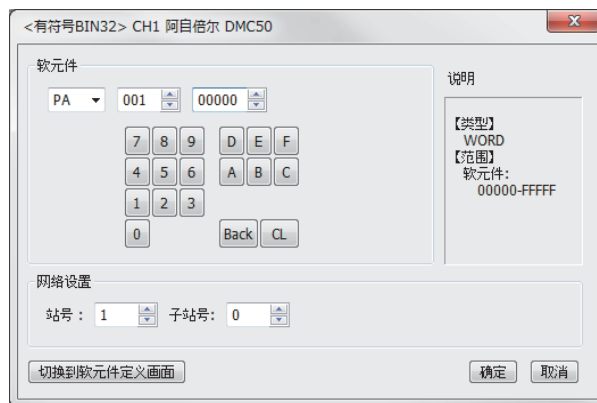 <有符号BIN32> CH1 阿自倍尔 DMC50
软元件
PA 001 00000
7 8 9 D E F
4 5 6 A B C
1 2 3
0 Back CL
说明
【类型】
WORD
【范围】
软元件:
00000-FFFFF
网络设置
站号： 1 子站号: 0
切换到软元件定义画面 确定 取消